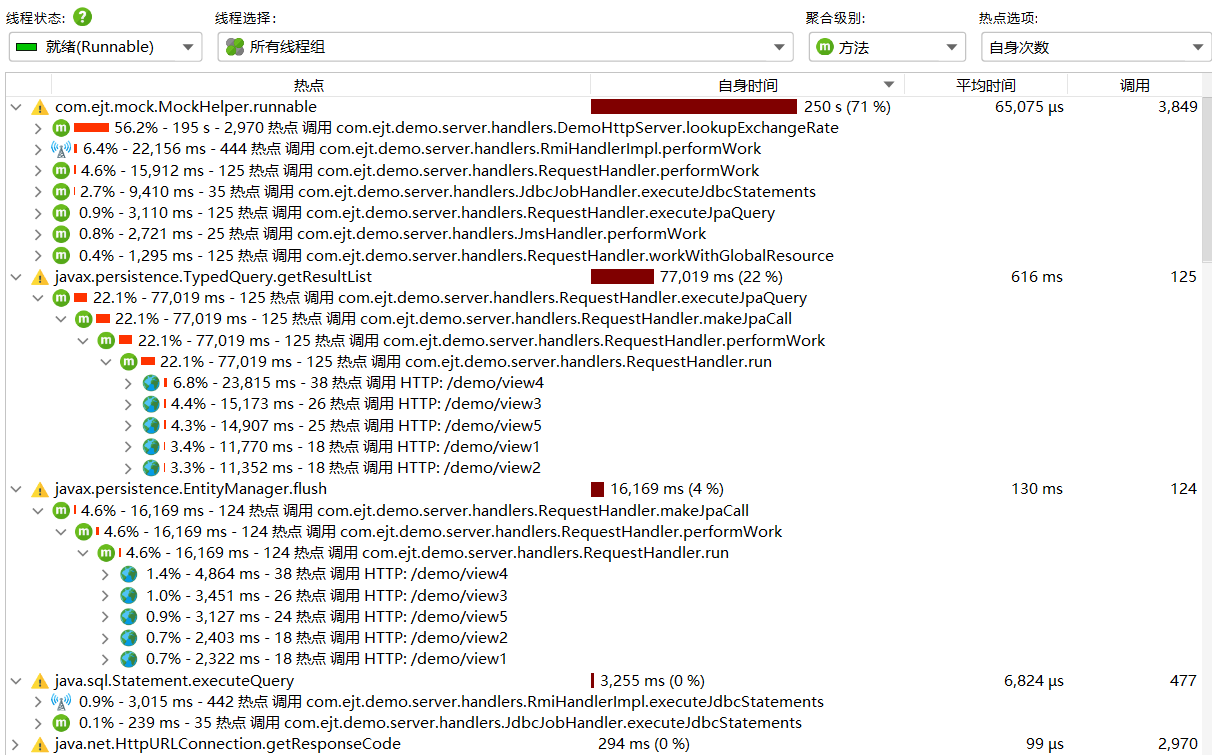 线程状态: ?
线程选择:
聚合级别:
热点选项:
就绪(Runnable)
所有线程组
m 方法
自身次数
热点 自身时间 平均时间 调用
com.ejt.mock.MockHelper.runnable 250 s (71 %) 65,075 µs 3,849
m 56.2% - 195 s - 2,970 热点 调用 com.ejt.demo.server.handlers.DemoHttpServer.lookupExchangeRate
6.4% - 22,156 ms - 444 热点 调用 com.ejt.demo.server.handlers.RmiHandlerImpl.performWork
m 4.6% - 15,912 ms - 125 热点 调用 com.ejt.demo.server.handlers.RequestHandler.performWork
m 2.7% - 9,410 ms - 35 热点 调用 com.ejt.demo.server.handlers.JdbcJobHandler.executeJdbcStatements
m 0.9% - 3,110 ms - 125 热点 调用 com.ejt.demo.server.handlers.RequestHandler.executeJpaQuery
m 0.8% - 2,721 ms - 25 热点 调用 com.ejt.demo.server.handlers.JmsHandler.performWork
m 0.4% - 1,295 ms - 125 热点 调用 com.ejt.demo.server.handlers.RequestHandler.workWithGlobalResource
javax.persistence.TypedQuery.getResultList 77,019 ms (22 %) 616 ms 125
m 22.1% - 77,019 ms - 125 热点 调用 com.ejt.demo.server.handlers.RequestHandler.executeJpaQuery
m 22.1% - 77,019 ms - 125 热点 调用 com.ejt.demo.server.handlers.RequestHandler.makeJpaCall
m 22.1% - 77,019 ms - 125 热点 调用 com.ejt.demo.server.handlers.RequestHandler.performWork
m 22.1% - 77,019 ms - 125 热点 调用 com.ejt.demo.server.handlers.RequestHandler.run
6.8% - 23,815 ms - 38 热点 调用 HTTP: /demo/view4
4.4% - 15,173 ms - 26 热点 调用 HTTP: /demo/view3
4.3% - 14,907 ms - 25 热点 调用 HTTP: /demo/view5
3.4% - 11,770 ms - 18 热点 调用 HTTP: /demo/view1
3.3% - 11,352 ms - 18 热点 调用 HTTP: /demo/view2
javax.persistence.EntityManager.flush 16,169 ms (4 %) 130 ms 124
m 4.6% - 16,169 ms - 124 热点 调用 com.ejt.demo.server.handlers.RequestHandler.makeJpaCall
m 4.6% - 16,169 ms - 124 热点 调用 com.ejt.demo.server.handlers.RequestHandler.performWork
m 4.6% - 16,169 ms - 124 热点 调用 com.ejt.demo.server.handlers.RequestHandler.run
1.4% - 4,864 ms - 38 热点 调用 HTTP: /demo/view4
1.0% - 3,451 ms - 26 热点 调用 HTTP: /demo/view3
0.9% - 3,127 ms - 24 热点 调用 HTTP: /demo/view5
0.7% - 2,403 ms - 18 热点 调用 HTTP: /demo/view2
0.7% - 2,322 ms - 18 热点 调用 HTTP: /demo/view1
java.sql.Statement.executeQuery 3,255 ms (0 %) 6,824 µs 477
0.9% - 3,015 ms - 442 热点 调用 com.ejt.demo.server.handlers.RmiHandlerImpl.executeJdbcStatements
m 0.1% - 239 ms - 35 热点 调用 com.ejt.demo.server.handlers.JdbcJobHandler.executeJdbcStatements
java.net.HttpURLConnection.getResponseCode 294 ms (0 %) 99 µs 2,970